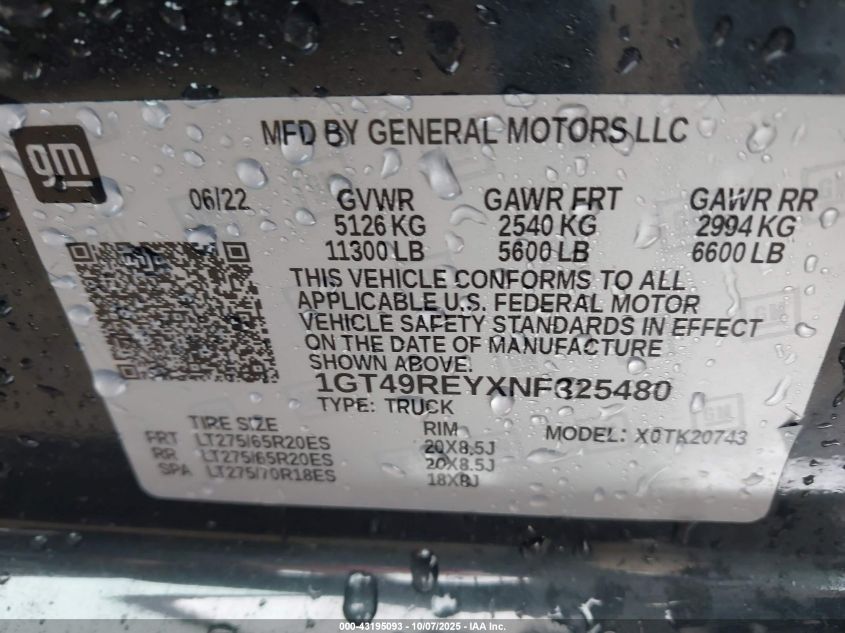 gm
MFD BY GENERAL MOTORS LLC
06/22 GVWR GAWR FRT GAWR RR
5126 KG 2540 KG 2994 KG
11300 LB 5600 LB 6600 LB
THIS VEHICLE CONFORMS TO ALL
APPLICABLE U.S. FEDERAL MOTOR
VEHICLE SAFETY STANDARDS IN EFFECT
ON THE DATE OF MANUFACTURE
SHOWN ABOVE.
1GT49REYXNF325480
TYPE: TRUCK
TIRE SIZE RIM MODEL: X0TK20743
FRT LT275/65R20ES 20X8.5J
RR LT275/65R20ES 20X8.5J
SPA LT275/70R18ES 18X8J
000-43195093 - 10/07/2025 - IAA Inc.